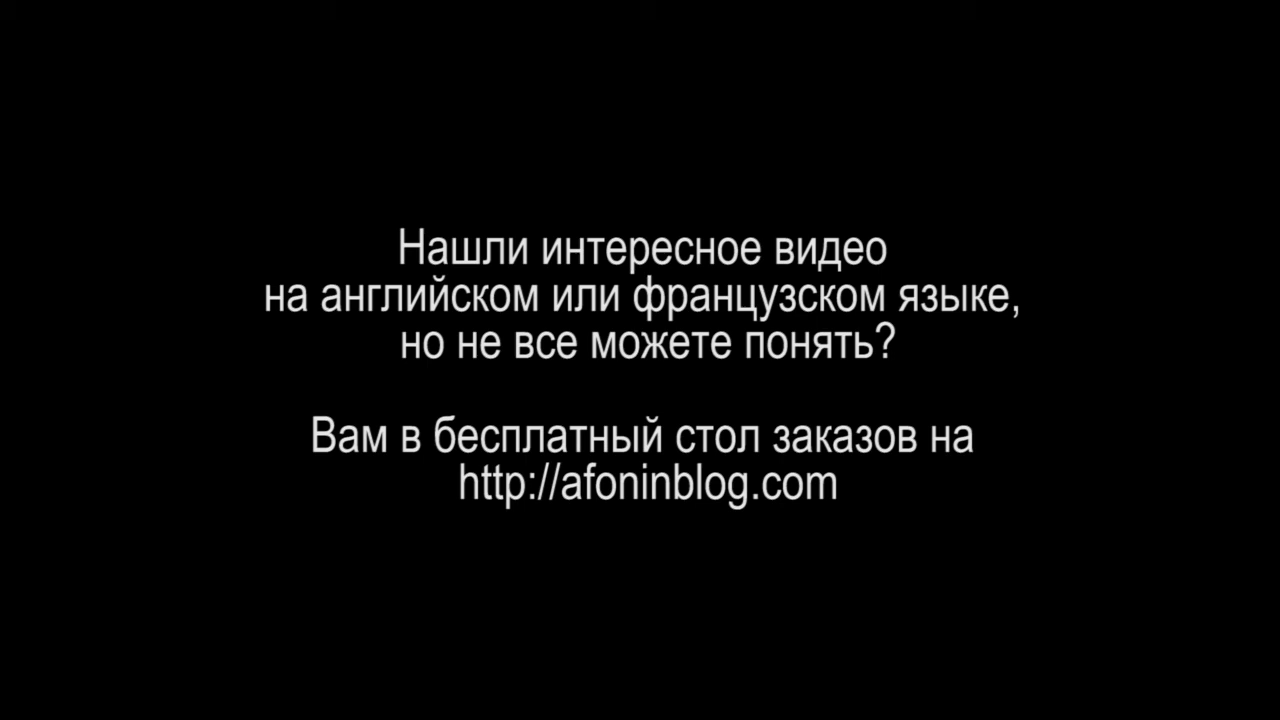 Нашли интересное видео
на английском или французском языке,
но не все можете понять?
Вам в бесплатный стол заказов на
http://afoninblog.com